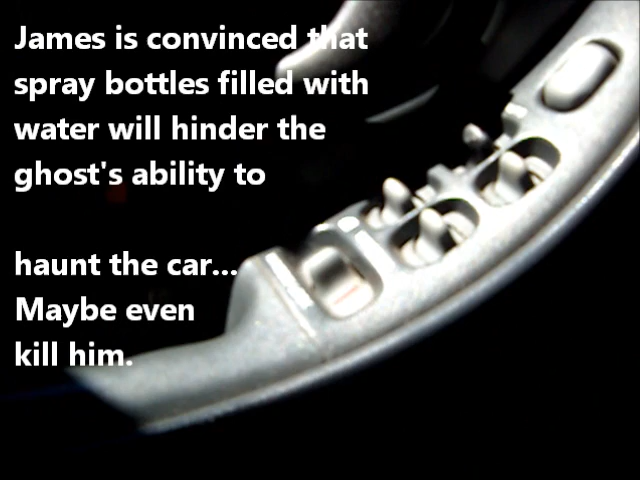 James is convinced that
spray bottles filled with
water will hinder the
ghost's ability to
haunt the car...
Maybe even
kill him.